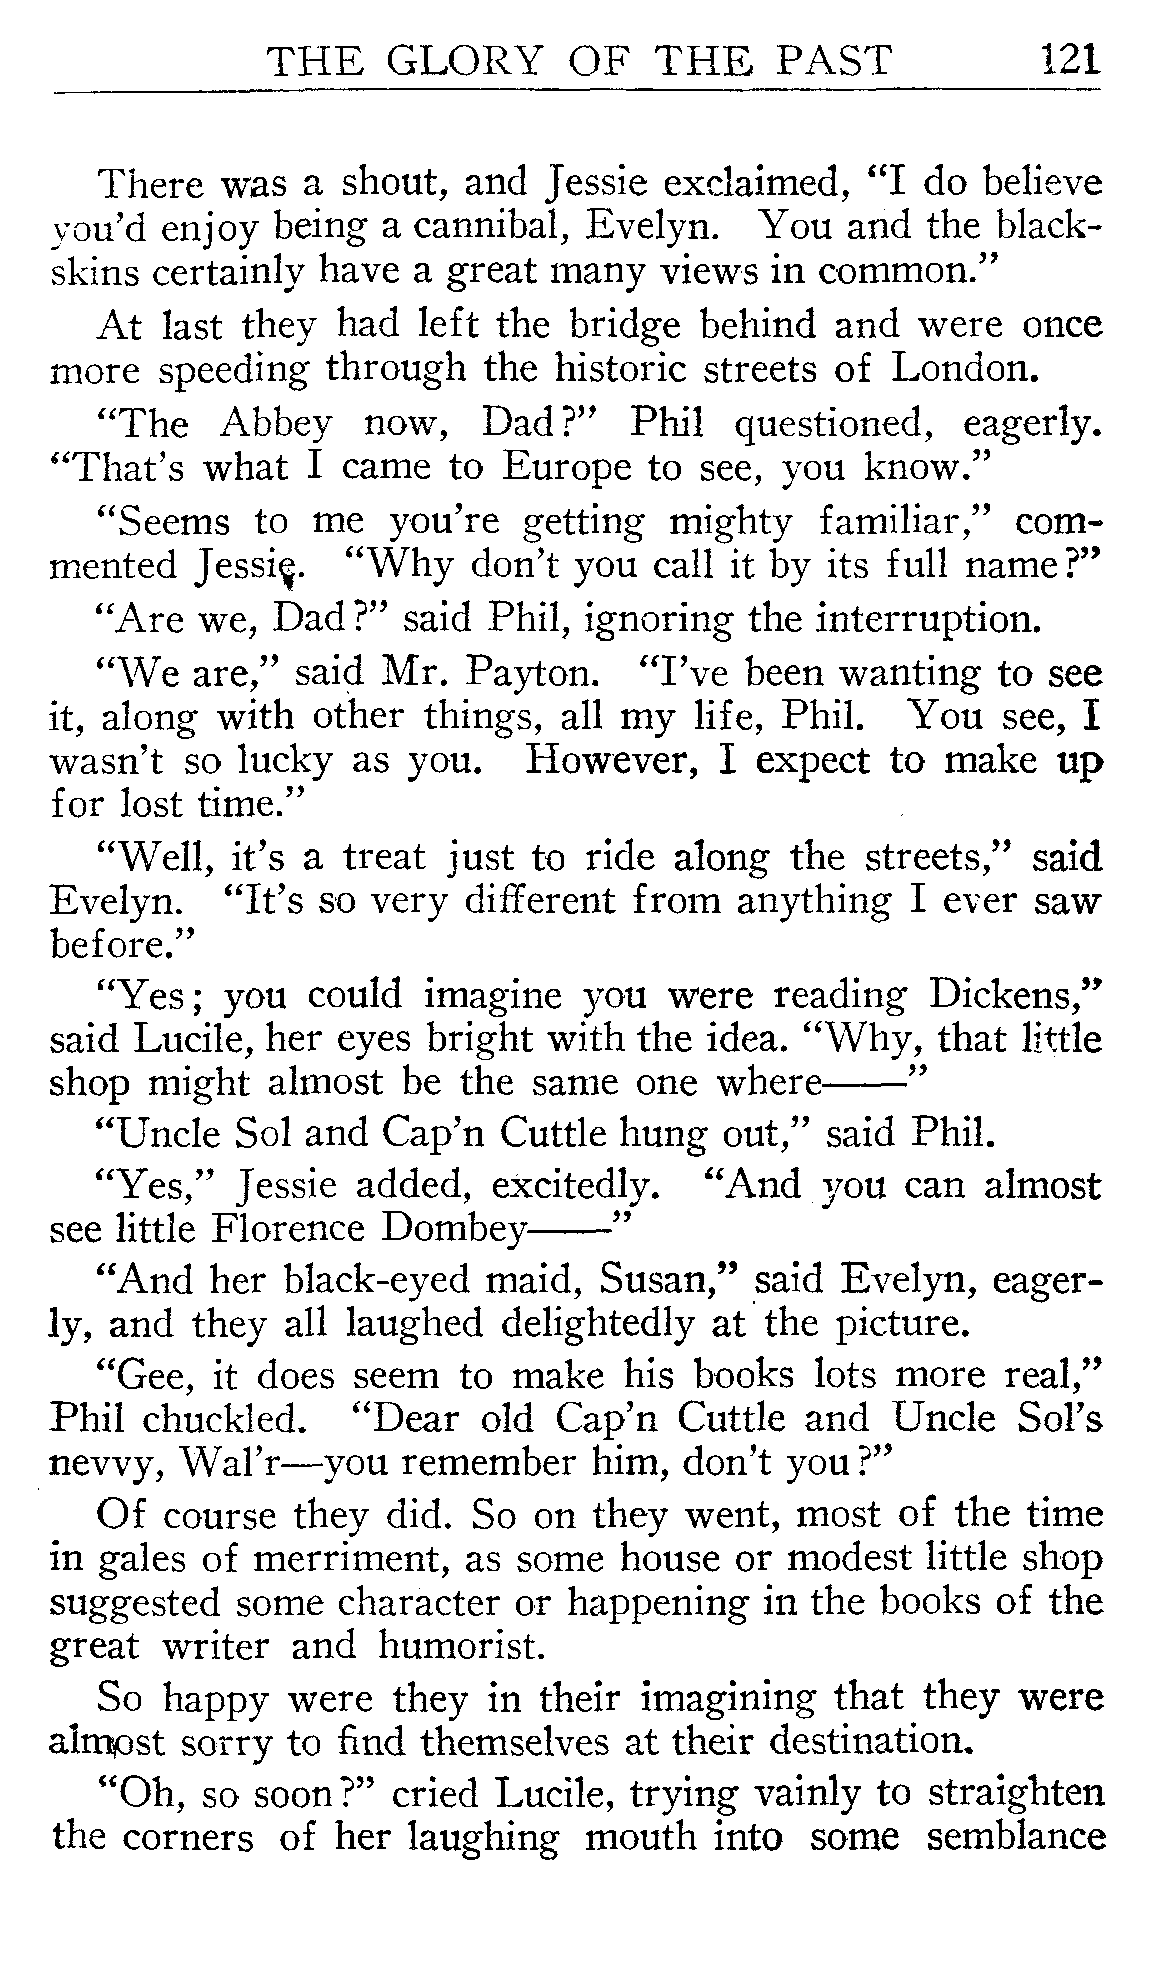 THE GLORY OF THE PAST 121
There was a shout, and Jessie exclaimed, “I do believe
you’d enjoy being a cannibal, Evelyn. You and the black-
skins certainly have a great many views in common.”
At last they had left the bridge behind and were once
more speeding through the historic streets of London.
“The Abbey now, Dad?” Phil questioned, eagerly.
“That’s what I came to Europe to see, you know.”
“Seems to me you’re getting mighty familiar,” com-
mented Jessie. “Why don’t you call it by its full name?”
“Are we, Dad?” said Phil, ignoring the interruption.
“We are,” said Mr. Payton. “I’ve been wanting to see
it, along with other things, all my life, Phil. You see, I
wasn’t so lucky as you. However, I expect to make up
for lost time.”
“Well, it’s a treat just to ride along the streets,” said
Evelyn. “It’s so very different from anything I ever saw
before.”
“Yes; you could imagine you were reading Dickens,”
said Lucile, her eyes bright with the idea. “Why, that little
shop might almost be the same one where——”
“Uncle Sol and Cap’n Cuttle hung out,” said Phil.
“Yes,” Jessie added, excitedly. “And you can almost
see little Florence Dombey——”
“And her black-eyed maid, Susan,” said Evelyn, eager-
ly, and they all laughed delightedly at the picture.
“Gee, it does seem to make his books lots more real,”
Phil chuckled. “Dear old Cap’n Cuttle and Uncle Sol’s
nevvy, Wal’r—you remember him, don’t you?”
Of course they did. So on they went, most of the time
in gales of merriment, as some house or modest little shop
suggested some character or happening in the books of the
great writer and humorist.
So happy were they in their imagining that they were
almost sorry to find themselves at their destination.
“Oh, so soon?” cried Lucile, trying vainly to straighten
the corners of her laughing mouth into some semblance